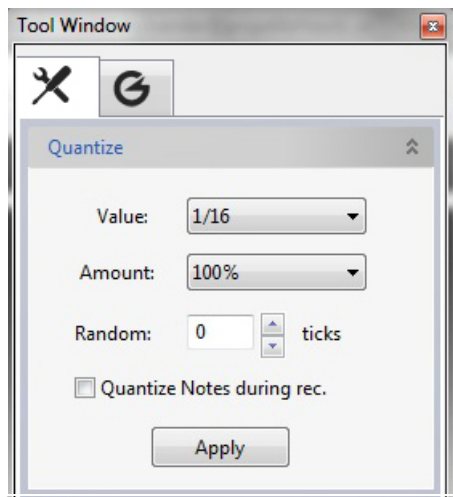 Tool Window
Quantize
Value: 1/16
Amount: 100%
Random: 0 ticks
Quantize Notes during rec.
Apply